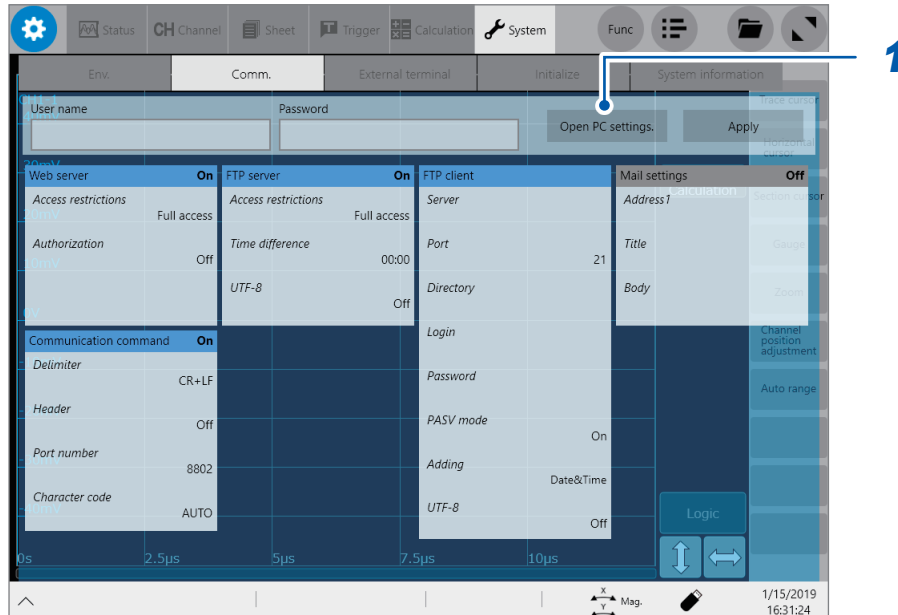 Status CH Channel Sheet Trigger Calculation System Func
1
Env. Comm. External terminal Initialize System information
CH1-1
Trace cursor
User name Password
Open PC settings. Apply
Horizontal cursor
Web server On
Access restrictions
Full access
Authorization
Off
FTP server On
Access restrictions
Full access
Time difference
00:00
UTF-8
Off
FTP client
Server
Port
21
Directory
Login
Password
PASV mode
On
Adding
Date&Time
UTF-8
Off
Mail settings Off
Address1
Title
Body
Calculation
Section cursor
Gauge
Zoom
Channel
position
adjustment
Auto range
Communication command On
Delimiter
CR+LF
Header
Off
Port number
8802
Character code
AUTO
20mV
10mV
0V
Logic
0s 2.5µs 5µs 7.5µs 10µs
X
Y
Mag.
1/15/2019
16:31:24